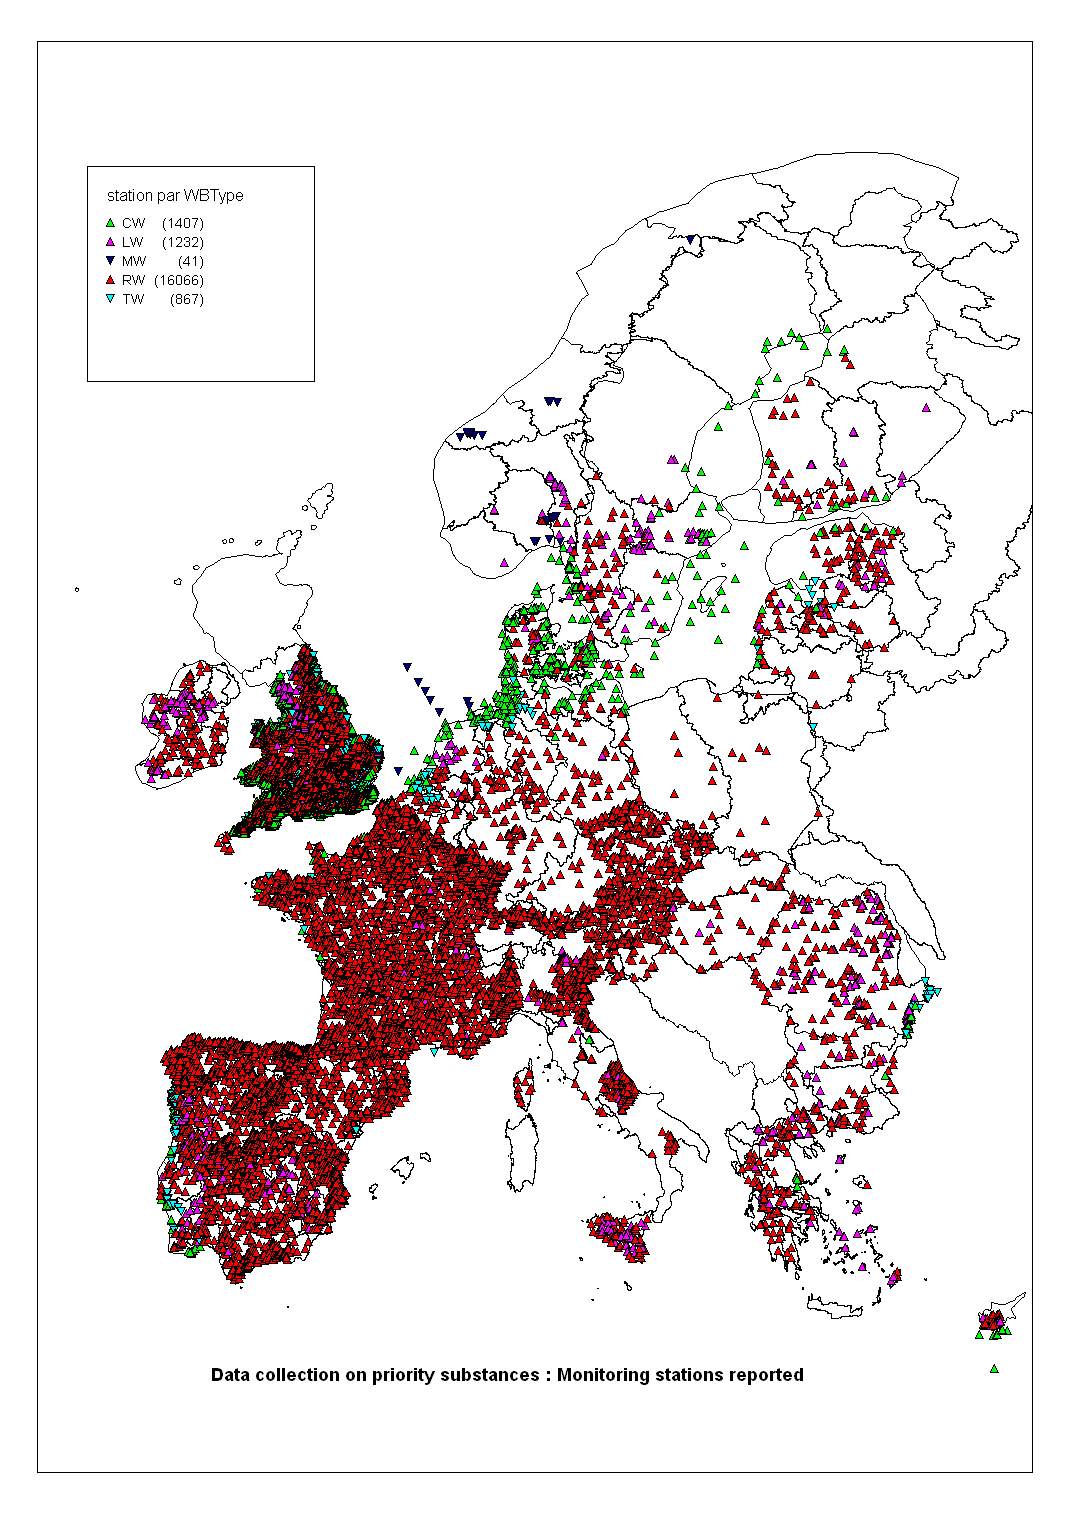 station par WBType
CW (1407)
LW (1232)
MW (41)
RW (16066)
TW (867)
Data collection on priority substances : Monitoring stations reported